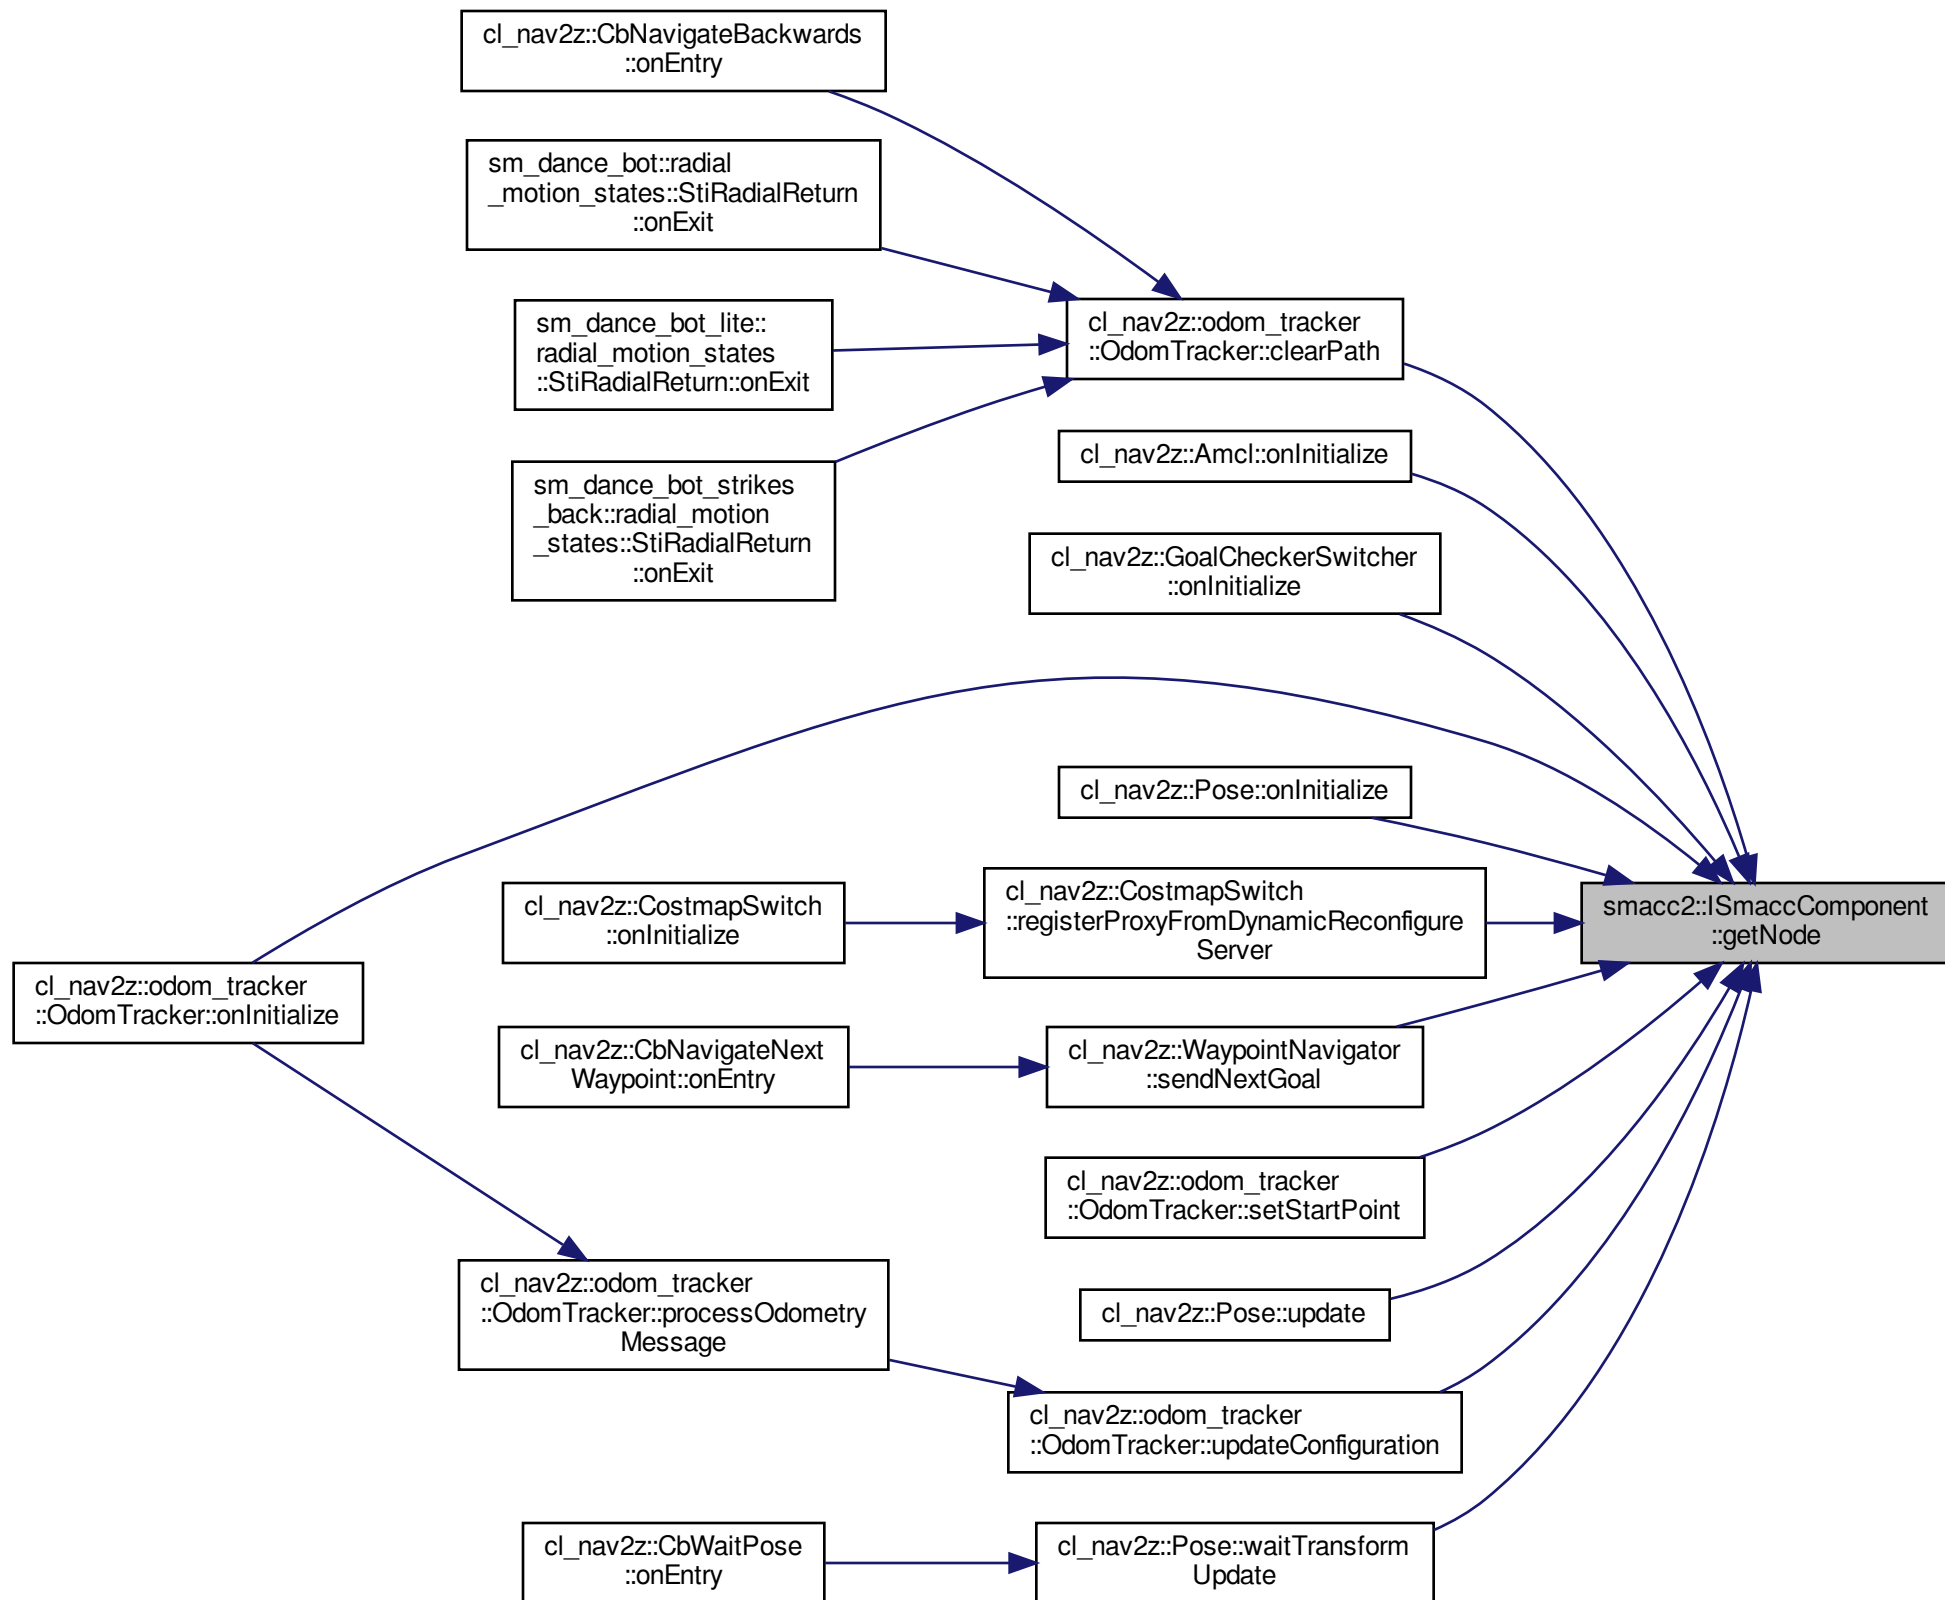 cl_nav2z::CbNavigateBackwards
::onEntry
sm_dance_bot::radial
_motion_states::StiRadialReturn
::onExit
sm_dance_bot_lite::
radial_motion_states
::StiRadialReturn::onExit
sm_dance_bot_strikes
_back::radial_motion
_states::StiRadialReturn
::onExit
cl_nav2z::odom_tracker
::OdomTracker::clearPath
cl_nav2z::Amcl::onInitialize
cl_nav2z::GoalCheckerSwitcher
::onInitialize
cl_nav2z::Pose::onInitialize
cl_nav2z::CostmapSwitch
::registerProxyFromDynamicReconfigure
Server
cl_nav2z::CostmapSwitch
::onInitialize
smacc2::ISmaccComponent
::getNode
cl_nav2z::odom_tracker
::OdomTracker::onInitialize
cl_nav2z::CbNavigateNext
Waypoint::onEntry
cl_nav2z::WaypointNavigator
::sendNextGoal
cl_nav2z::odom_tracker
::OdomTracker::setStartPoint
cl_nav2z::odom_tracker
::OdomTracker::processOdometry
Message
cl_nav2z::Pose::update
cl_nav2z::odom_tracker
::OdomTracker::updateConfiguration
cl_nav2z::CbWaitPose
::onEntry
cl_nav2z::Pose::waitTransform
Update